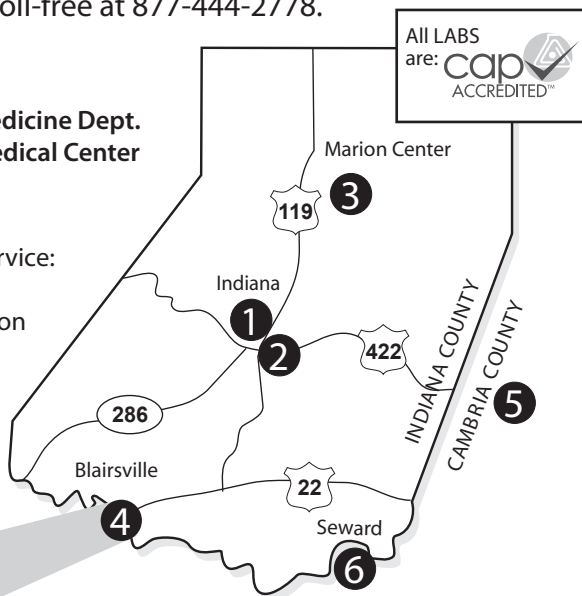 oll-free at 877-444-2778.
All LABS
are: cap
ACCREDITED™
edicine Dept.
edical Center
Marion Center
3
119
rvice:
Indiana
on
1
2
422
INDIANA COUNTY
CAMBRIA COUNTY
5
286
Blairsville
22
4
Seward
6